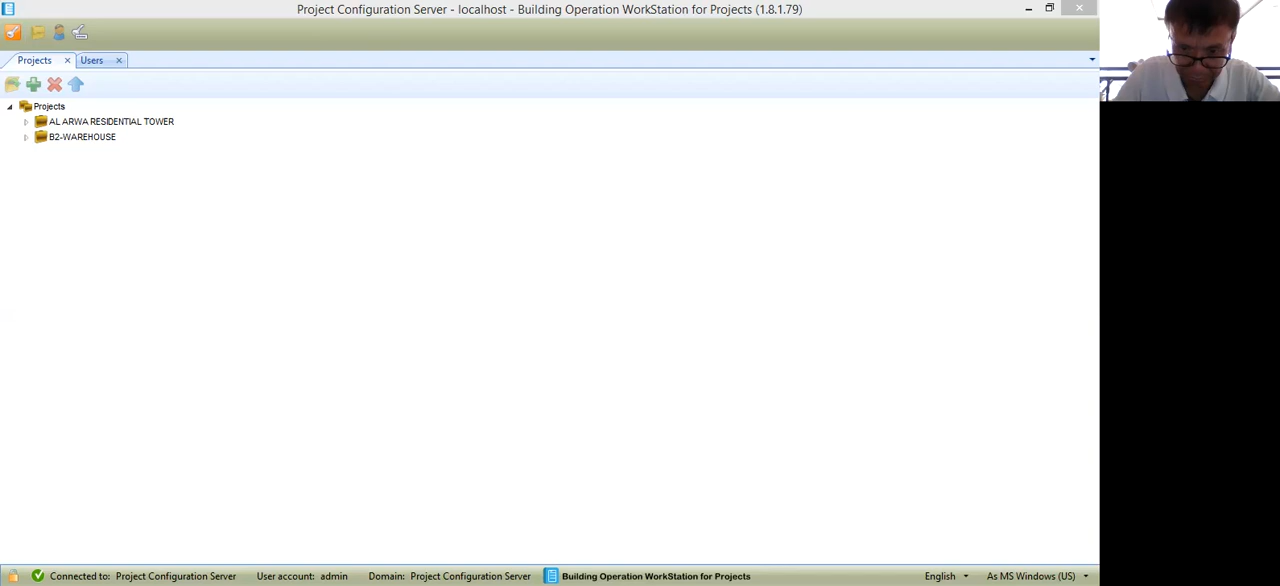 Project Configuration Server - localhost - Building Operation WorkStation for Projects (1.8.1.79)
Projects
Users
Projects
AL ARWA RESIDENTIAL TOWER
B2-WAREHOUSE
Connected to: Project Configuration Server User account: admin Domain: Project Configuration Server Building Operation WorkStation for Projects English As MS Windows (US)